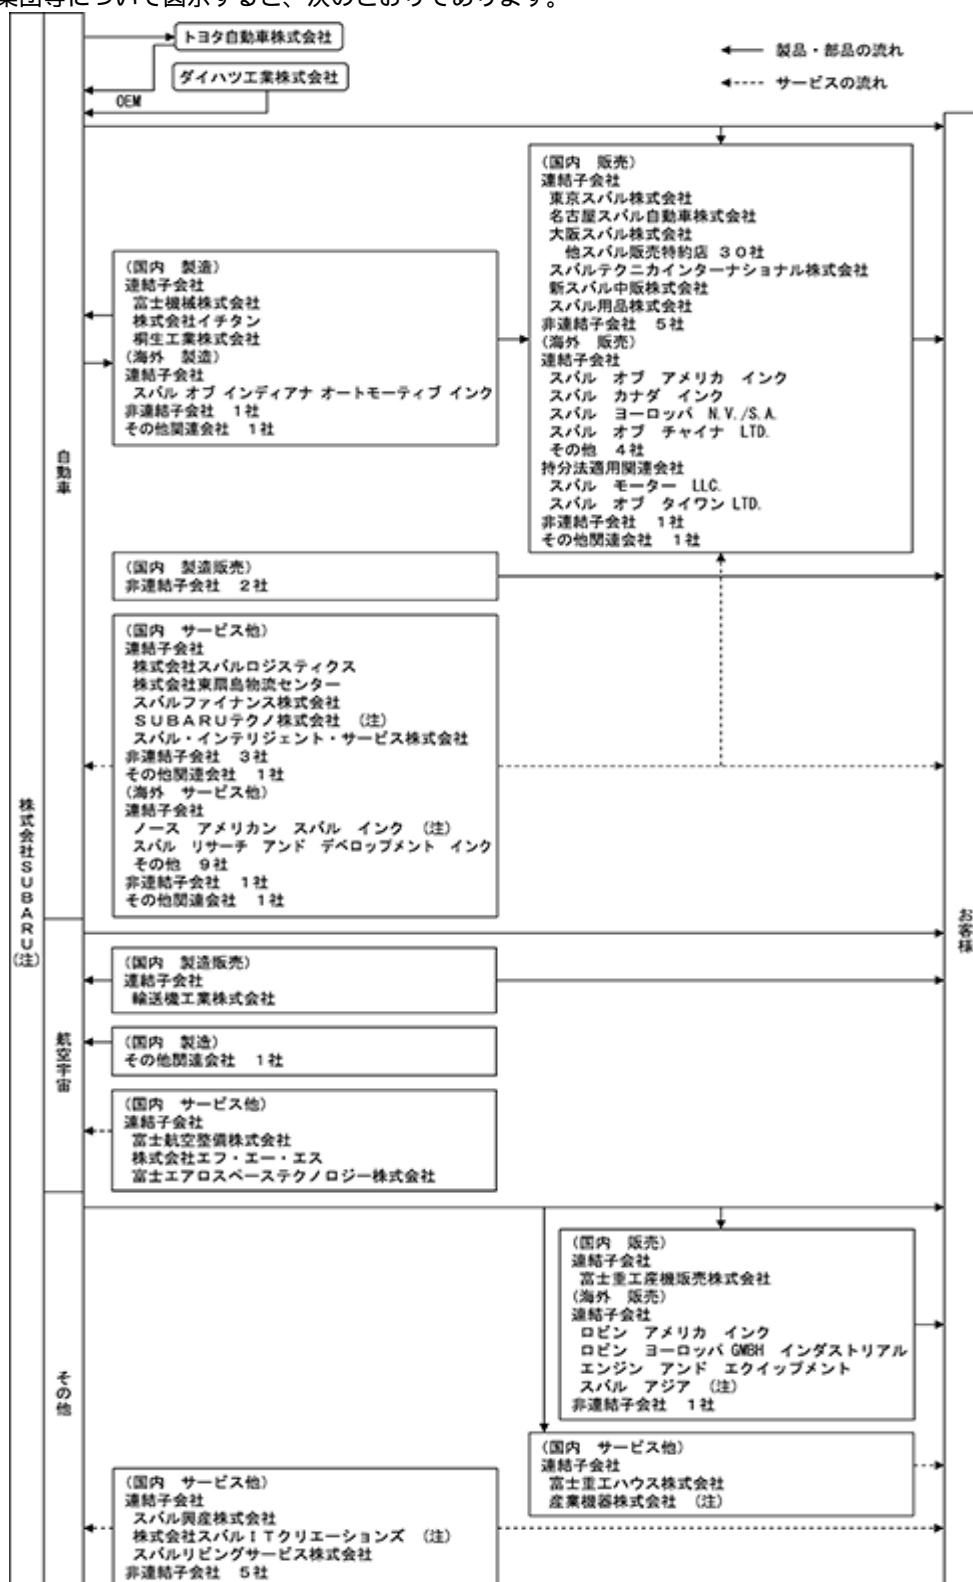 集団等について図示すると、次のとおりであります。
トヨタ自動車株式会社
ダイハツ工業株式会社
OEM
製品・部品の流れ
サービスの流れ
(国内 販売)
連結子会社
東京スバル株式会社
名古屋スバル自動車株式会社
大阪スバル株式会社
他スバル販売特約店 30社
スバルテクニカインターナショナル株式会社
新スバル中販株式会社
スバル用品株式会社
非連結子会社 5社
(海外 販売)
連結子会社
スバル オブ アメリカ インク
スバル カナダ インク
スバル ヨーロッパ N.V./S.A.
スバル オブ チャイナ LTD.
その他 4社
持分法適用関連会社
スバル モーター LLC.
スバル オブ タイワン LTD.
非連結子会社 1社
その他関連会社 1社
(国内 製造)
連結子会社
富士機械株式会社
株式会社イチタン
桐生工業株式会社
(海外 製造)
連結子会社
スバル オブ インディアナ オートモーティブ インク
非連結子会社 1社
その他関連会社 1社
自動車
(国内 製造販売)
非連結子会社 2社
(国内 サービス他)
連結子会社
株式会社スバルロジスティクス
株式会社東扇島物流センター
スバルファイナンス株式会社
SUBARUテクノ株式会社 (注)
スバル・インテリジェント・サービス株式会社
非連結子会社 3社
その他関連会社 1社
(海外 サービス他)
連結子会社
ノース アメリカン スバル インク (注)
スバル リサーチ アンド デベロップメント インク
その他 9社
非連結子会社 1社
その他関連会社 1社
株式会社SUBARU(注)
お客様
(国内 製造販売)
連結子会社
輸送機工業株式会社
航空宇宙
(国内 製造)
その他関連会社 1社
(国内 サービス他)
連結子会社
富士航空整備株式会社
株式会社エフ・エー・エス
富士エアロスペーステクノロジー株式会社
その他
(国内 販売)
連結子会社
富士重工産機販売株式会社
(海外 販売)
連結子会社
ロビン アメリカ インク
ロビン ヨーロッパ GMBH インダストリアル
エンジン アンド エクイップメント
スバル アジア (注)
非連結子会社 1社
(国内 サービス他)
連結子会社
富士重工ハウス株式会社
産業機器株式会社 (注)
(国内 サービス他)
連結子会社
スバル興産株式会社
株式会社スバルITクリエーションズ (注)
スバルリビングサービス株式会社
非連結子会社 5社